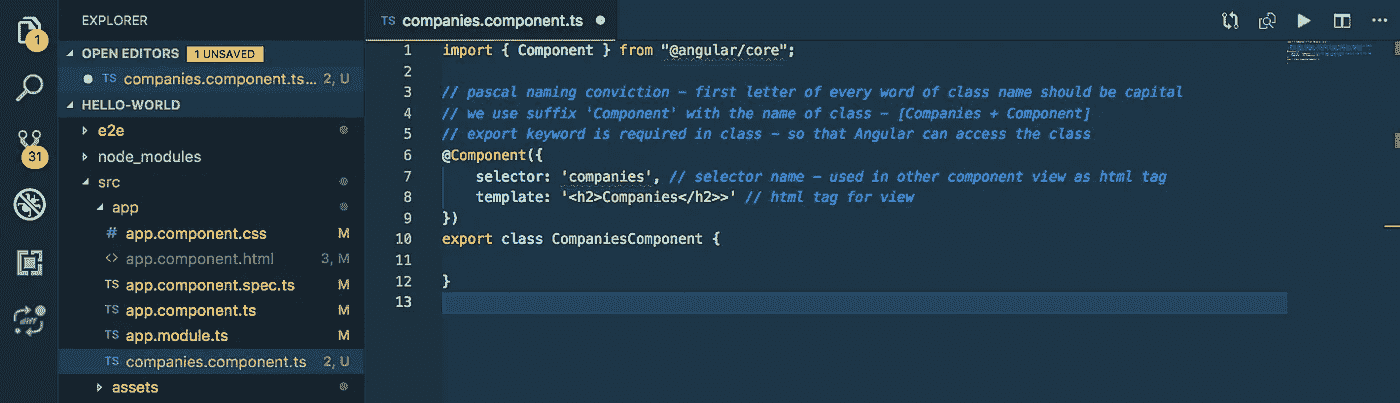 EXPLORER
TS companies.component.ts ●
1
OPEN EDITORS 1 UNSAVED
● TS companies.component.ts... 2, U
HELLO-WORLD
e2e
31
node_modules
src
app
# app.component.css M
<> app.component.html 3, M
TS app.component.spec.ts M
TS app.component.ts M
diff
TS app.module.ts M
TS companies.component.ts 2, U
assets
1 import { Component } from "@angular/core";
2
3 // pascal naming conviction – first letter of every word of class name should be capital
4 // we use suffix 'Component' with the name of class – [Companies + Component]
5 // export keyword is required in class – so that Angular can access the class
6 @Component({
7 selector: 'companies', // selector name – used in other component view as html tag
8 template: '<h2>Companies</h2>>' // html tag for view
9 })
10 export class CompaniesComponent {
11
12 }
13